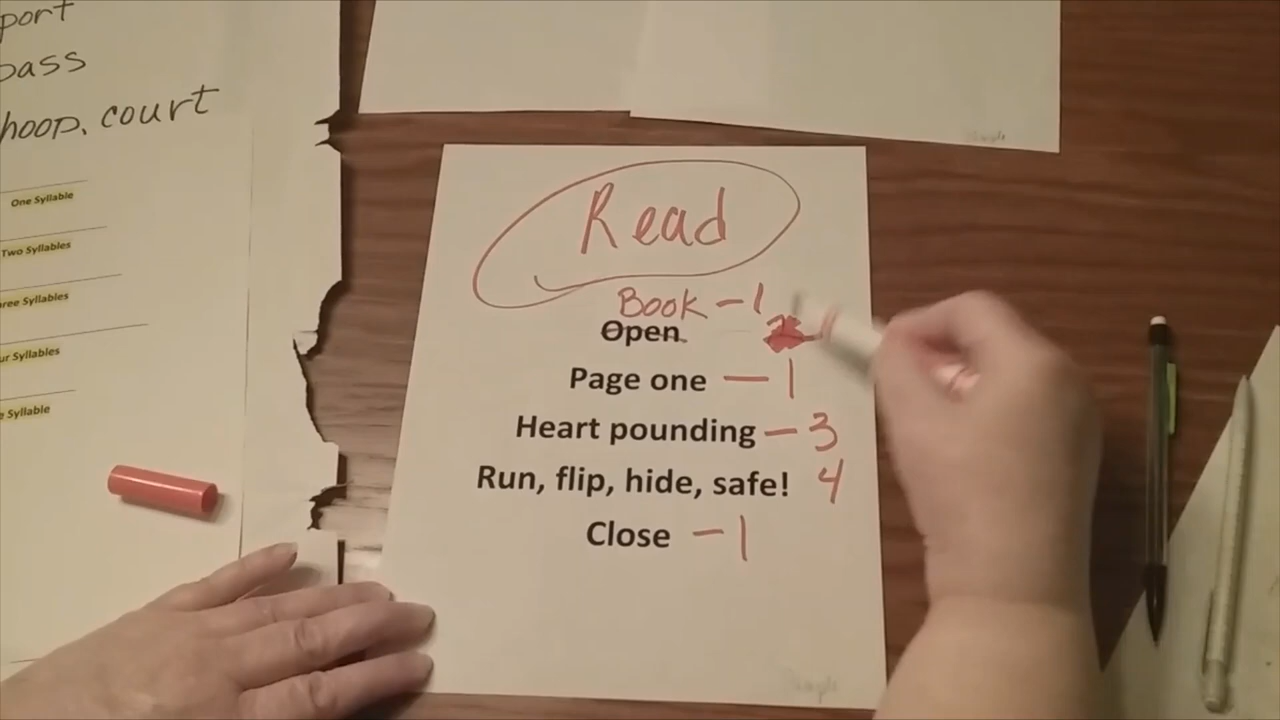 port
pass
hoop, court
One Syllable
Two Syllables
ree Syllables
ur Syllables
e Syllable
Read
Book - 1
Open
Page one - 1
Heart pounding - 3
Run, flip, hide, safe! 4
Close - 1